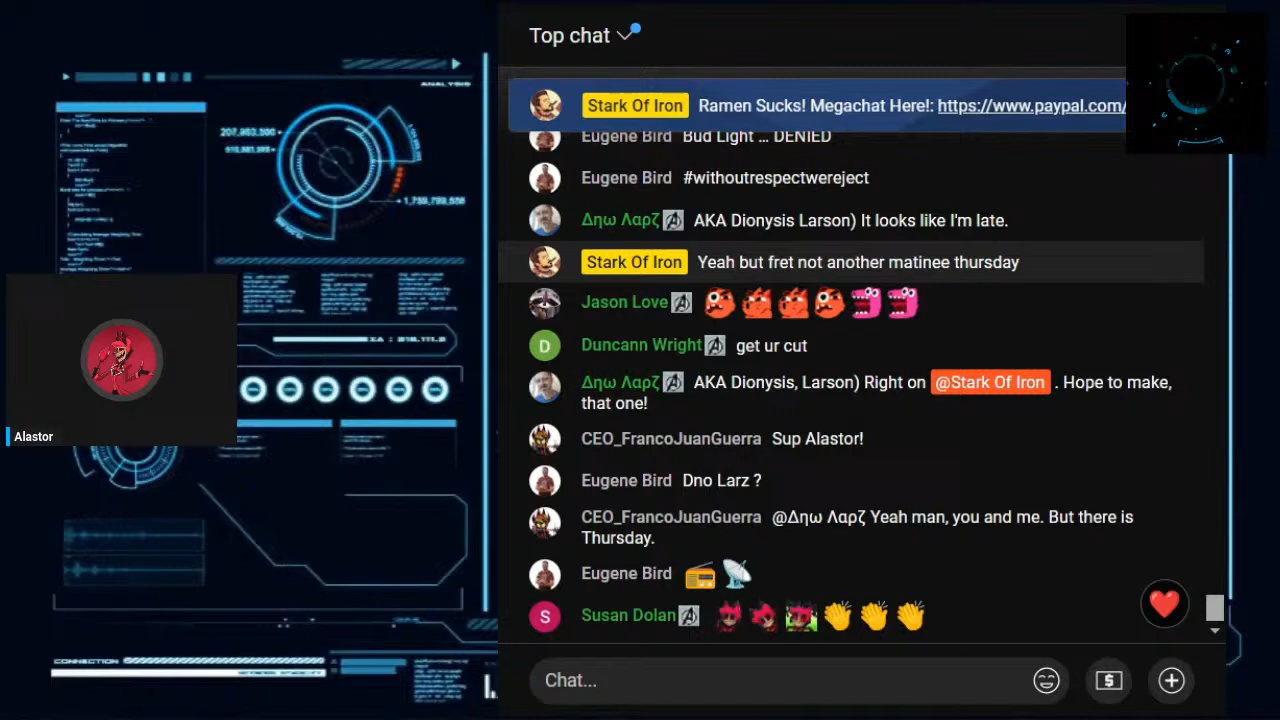 Top chat
Stark Of Iron Ramen Sucks! Megachat Here!: https://www.paypal.com/
Eugene Bird Bud Light ... DENIED
Eugene Bird #withoutrespectwereject
Δηω Λαρζ AKA Dionysis Larson) It looks like I'm late.
Stark Of Iron Yeah but fret not another matinee thursday
Jason Love
D Duncann Wright get ur cut
Δηω Λαρζ AKA Dionysis, Larson) Right on @Stark Of Iron . Hope to make,
that one!
CEO_FrancoJuanGuerra Sup Alastor!
Eugene Bird Dno Larz ?
CEO_FrancoJuanGuerra @Δηω Λαρζ Yeah man, you and me. But there is
Thursday.
Eugene Bird
S Susan Dolan
Chat...
Alastor
ANALYSIS
CONNECTION